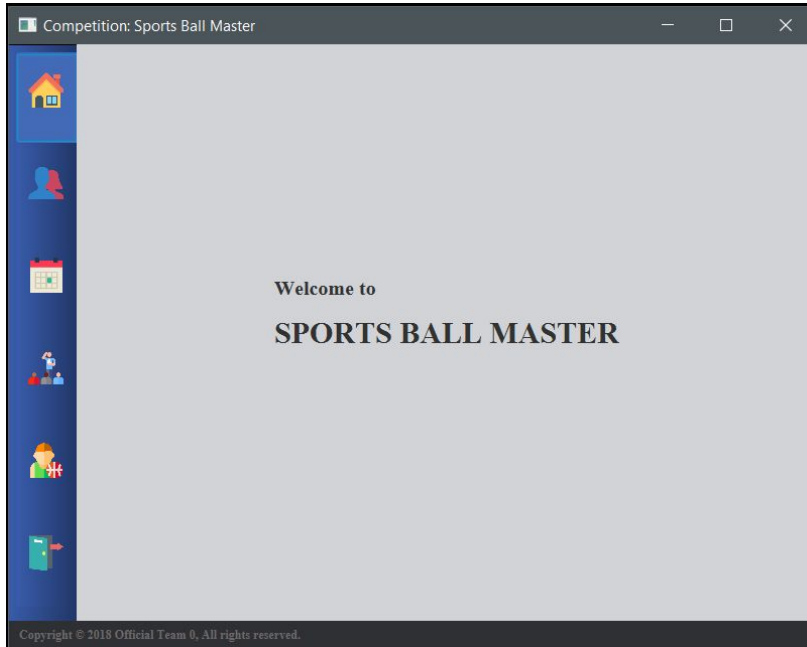 Competition: Sports Ball Master
Welcome to
SPORTS BALL MASTER
Copyright © 2018 Official Team 0, All rights reserved.